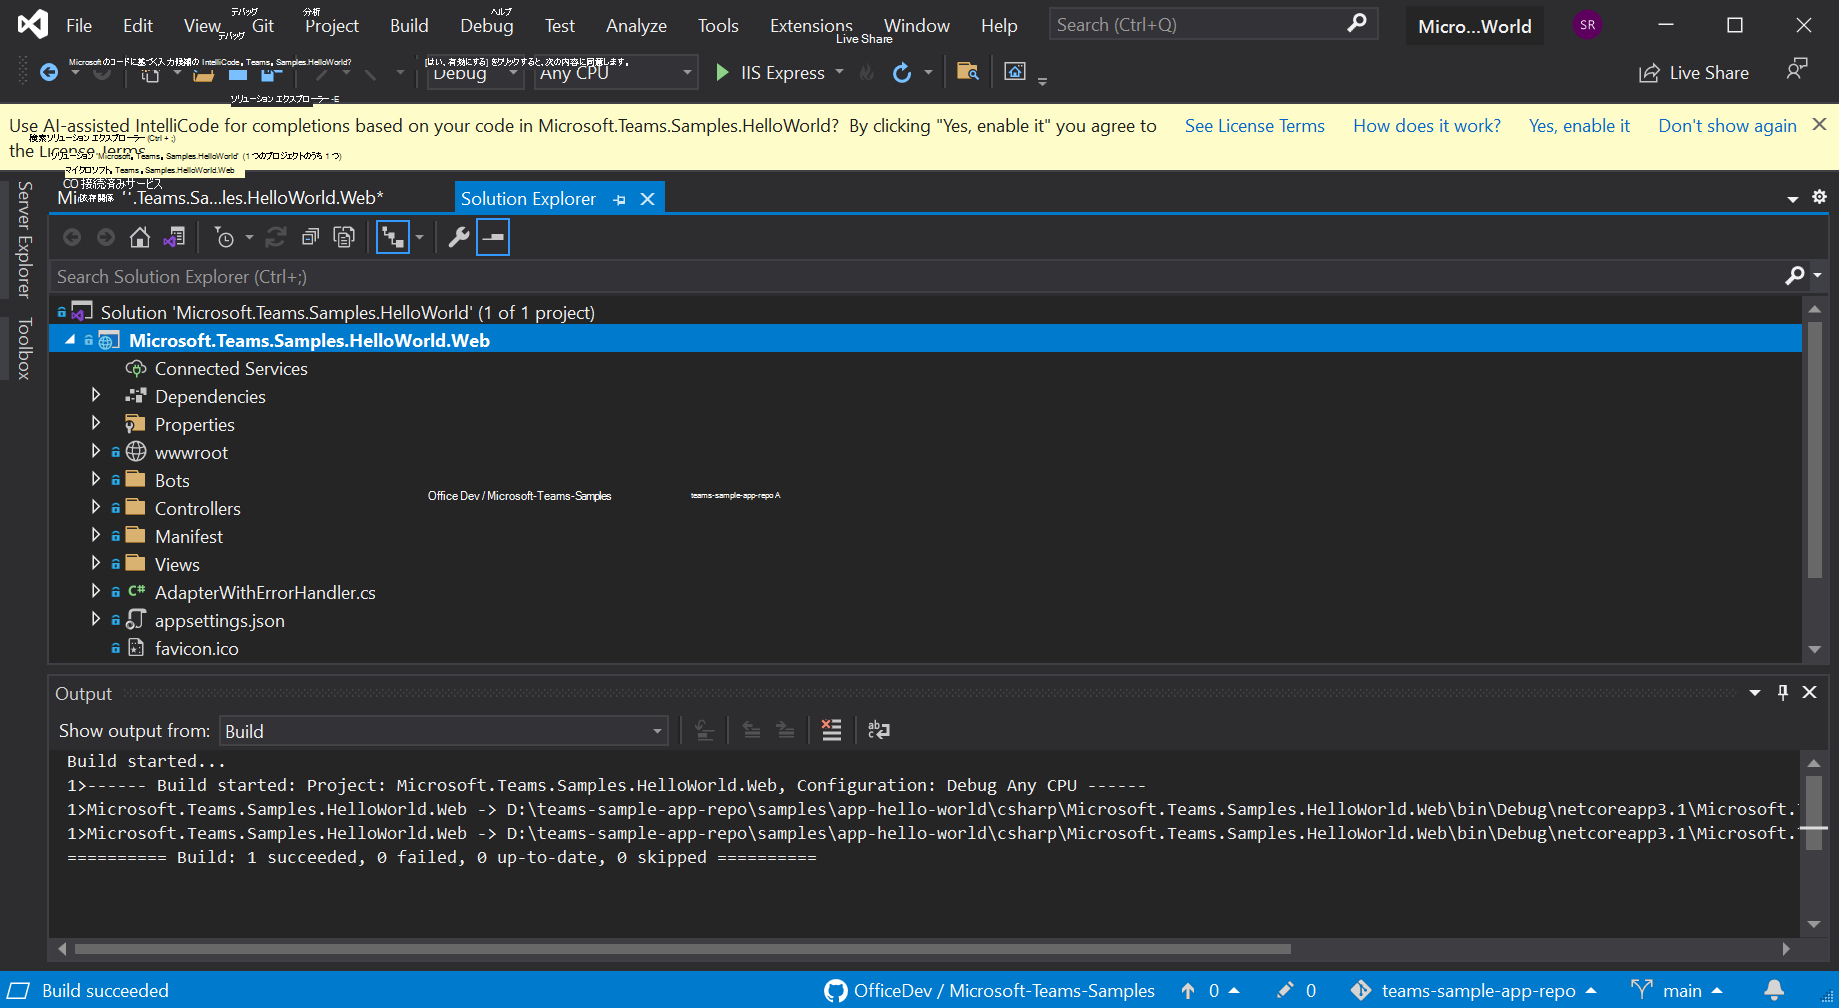 File Edit View Git Project Build Debug Test Analyze Tools Extensions Window Help Search (Ctrl+Q) Micro...World SR
デバッグ 分析 ヘルプ
デバッグ Live Share
Microsoft のコードに基づく入力候補の IntelliCode。Teams。Samples.HelloWorld? [はい、有効にする] をクリックすると、次の内容に同意します。
Debug Any CPU IIS Express Live Share
ソリューション エクスプローラー -E
Use AI-assisted IntelliCode for completions based on your code in Microsoft.Teams.Samples.HelloWorld? By clicking "Yes, enable it" you agree to See License Terms How does it work? Yes, enable it Don't show again
検索ソリューション エクスプローラー (Ctrl + ;)
the License Terms
ソリューション 'Microsoft。Teams。Samples.HelloWorld' (1 つのプロジェクトのうち 1 つ)
マイクロソフト。Teams。Samples.HelloWorld.Web
CO 接続済みサービス
依存関係
.Teams.Sa...les.HelloWorld.Web*
Solution Explorer
Server Explorer
Toolbox
Search Solution Explorer (Ctrl+;)
Solution 'Microsoft.Teams.Samples.HelloWorld' (1 of 1 project)
Microsoft.Teams.Samples.HelloWorld.Web
Connected Services
Dependencies
Properties
wwwroot
Bots
Office Dev / Microsoft-Teams-Samples teams-sample-app-repo A
Controllers
Manifest
Views
C# AdapterWithErrorHandler.cs
appsettings.json
favicon.ico
Output
Show output from: Build
Build started...
1>------ Build started: Project: Microsoft.Teams.Samples.HelloWorld.Web, Configuration: Debug Any CPU ------
1>Microsoft.Teams.Samples.HelloWorld.Web -> D:\teams-sample-app-repo\samples\app-hello-world\csharp\Microsoft.Teams.Samples.HelloWorld.Web\bin\Debug\netcoreapp3.1\Microsoft.
1>Microsoft.Teams.Samples.HelloWorld.Web -> D:\teams-sample-app-repo\samples\app-hello-world\csharp\Microsoft.Teams.Samples.HelloWorld.Web\bin\Debug\netcoreapp3.1\Microsoft.
========== Build: 1 succeeded, 0 failed, 0 up-to-date, 0 skipped ==========
Build succeeded OfficeDev / Microsoft-Teams-Samples 0 0 teams-sample-app-repo main